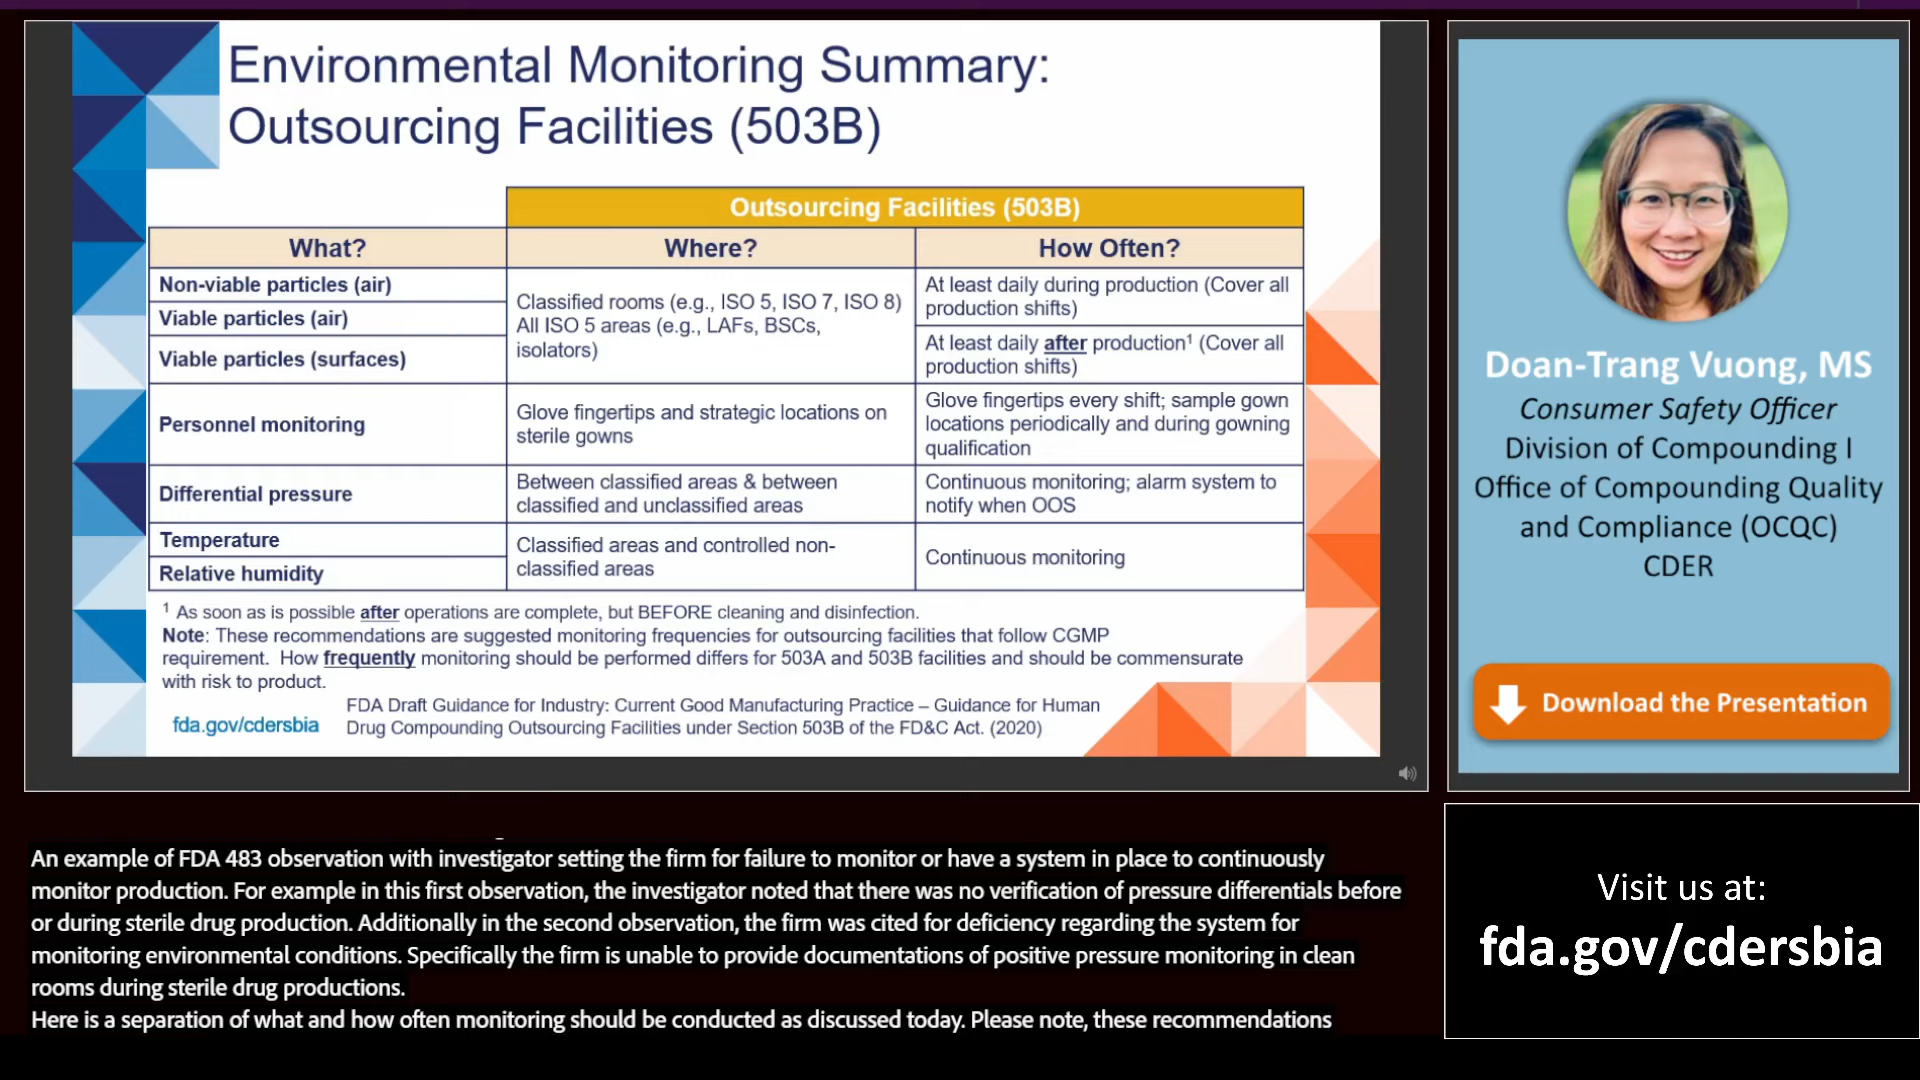 Environmental Monitoring Summary:
Outsourcing Facilities (503B)
Outsourcing Facilities (503B)
What?
Where?
How Often?
Non-viable particles (air)
Viable particles (air)
Viable particles (surfaces)
Classified rooms (e.g., ISO 5, ISO 7, ISO 8)
All ISO 5 areas (e.g., LAFs, BSCs,
isolators)
At least daily during production (Cover all
production shifts)
At least daily after production¹ (Cover all
production shifts)
Personnel monitoring
Glove fingertips and strategic locations on
sterile gowns
Glove fingertips every shift; sample gown
locations periodically and during gowning
qualification
Differential pressure
Between classified areas & between
classified and unclassified areas
Continuous monitoring; alarm system to
notify when OOS
Temperature
Relative humidity
Classified areas and controlled non-
classified areas
Continuous monitoring
¹ As soon as is possible after operations are complete, but BEFORE cleaning and disinfection.
Note: These recommendations are suggested monitoring frequencies for outsourcing facilities that follow CGMP
requirement. How frequently monitoring should be performed differs for 503A and 503B facilities and should be commensurate
with risk to product.
fda.gov/cdersbia
FDA Draft Guidance for Industry: Current Good Manufacturing Practice – Guidance for Human
Drug Compounding Outsourcing Facilities under Section 503B of the FD&C Act. (2020)
Doan-Trang Vuong, MS
Consumer Safety Officer
Division of Compounding I
Office of Compounding Quality
and Compliance (OCQC)
CDER
Download the Presentation
An example of FDA 483 observation with investigator setting the firm for failure to monitor or have a system in place to continuously
monitor production. For example in this first observation, the investigator noted that there was no verification of pressure differentials before
or during sterile drug production. Additionally in the second observation, the firm was cited for deficiency regarding the system for
monitoring environmental conditions. Specifically the firm is unable to provide documentations of positive pressure monitoring in clean
rooms during sterile drug productions.
Here is a separation of what and how often monitoring should be conducted as discussed today. Please note, these recommendations
Visit us at:
fda.gov/cdersbia